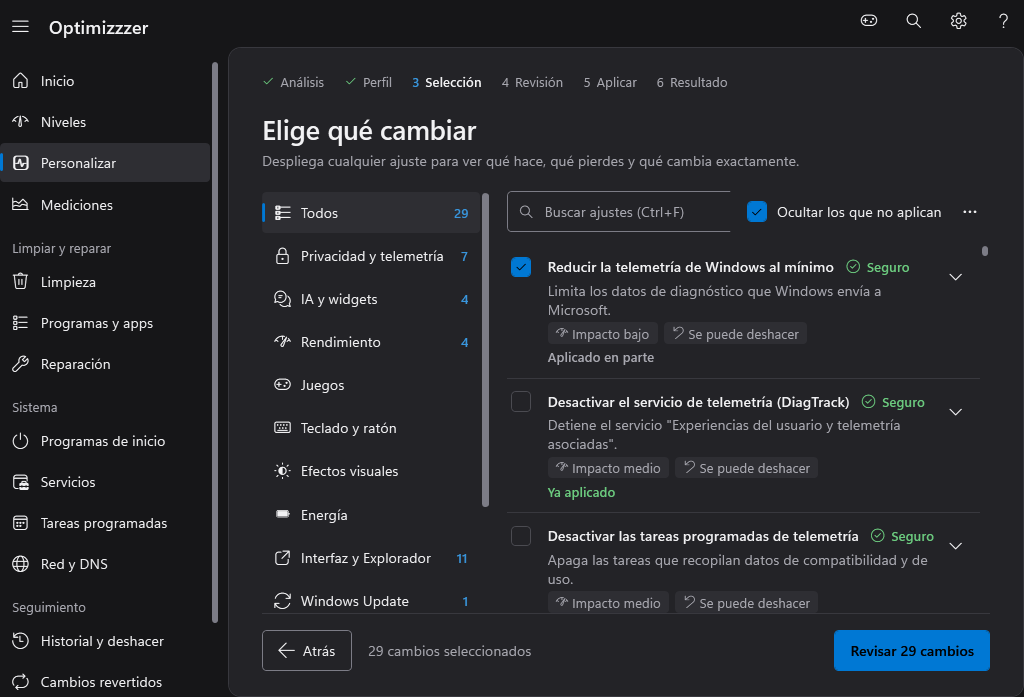 Optimizzzer
Inicio
Niveles
Personalizar
Mediciones
Limpiar y reparar
Limpieza
Programas y apps
Reparación
Sistema
Programas de inicio
Servicios
Tareas programadas
Red y DNS
Seguimiento
Historial y deshacer
Cambios revertidos
Análisis
Perfil
3 Selección
4 Revisión
5 Aplicar
6 Resultado
Elige qué cambiar
Despliega cualquier ajuste para ver qué hace, qué pierdes y qué cambia exactamente.
Todos 29
Privacidad y telemetría 7
IA y widgets 4
Rendimiento 4
Juegos
Teclado y ratón
Efectos visuales
Energía
Interfaz y Explorador 11
Windows Update 1
Buscar ajustes (Ctrl+F)
Ocultar los que no aplican
Reducir la telemetría de Windows al mínimo Seguro
Limita los datos de diagnóstico que Windows envía a
Microsoft.
Impacto bajo Se puede deshacer
Aplicado en parte
Desactivar el servicio de telemetría (DiagTrack) Seguro
Detiene el servicio "Experiencias del usuario y telemetría
asociadas".
Impacto medio Se puede deshacer
Ya aplicado
Desactivar las tareas programadas de telemetría Seguro
Apaga las tareas que recopilan datos de compatibilidad y de
uso.
Impacto medio Se puede deshacer
Atrás
29 cambios seleccionados
Revisar 29 cambios